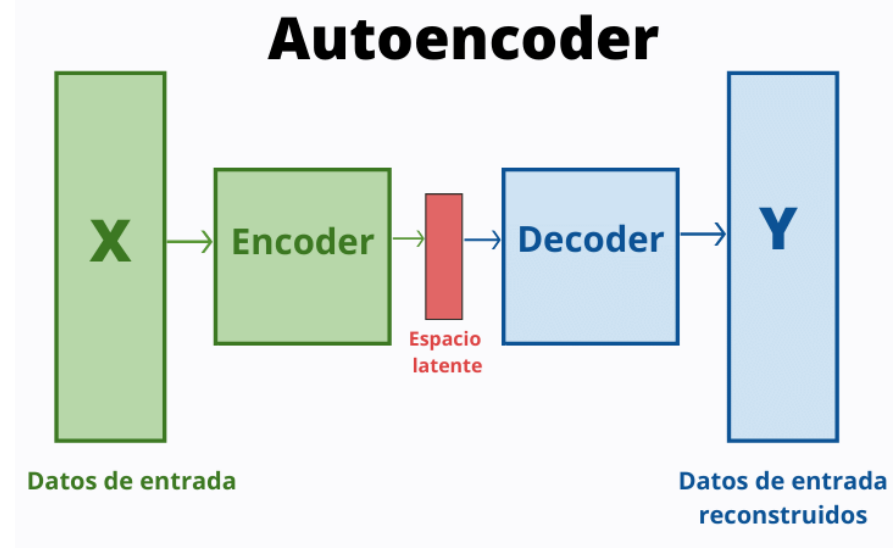 Autoencoder
X
Encoder
Decoder
Y
Espacio
latente
Datos de entrada
Datos de entrada
reconstruidos